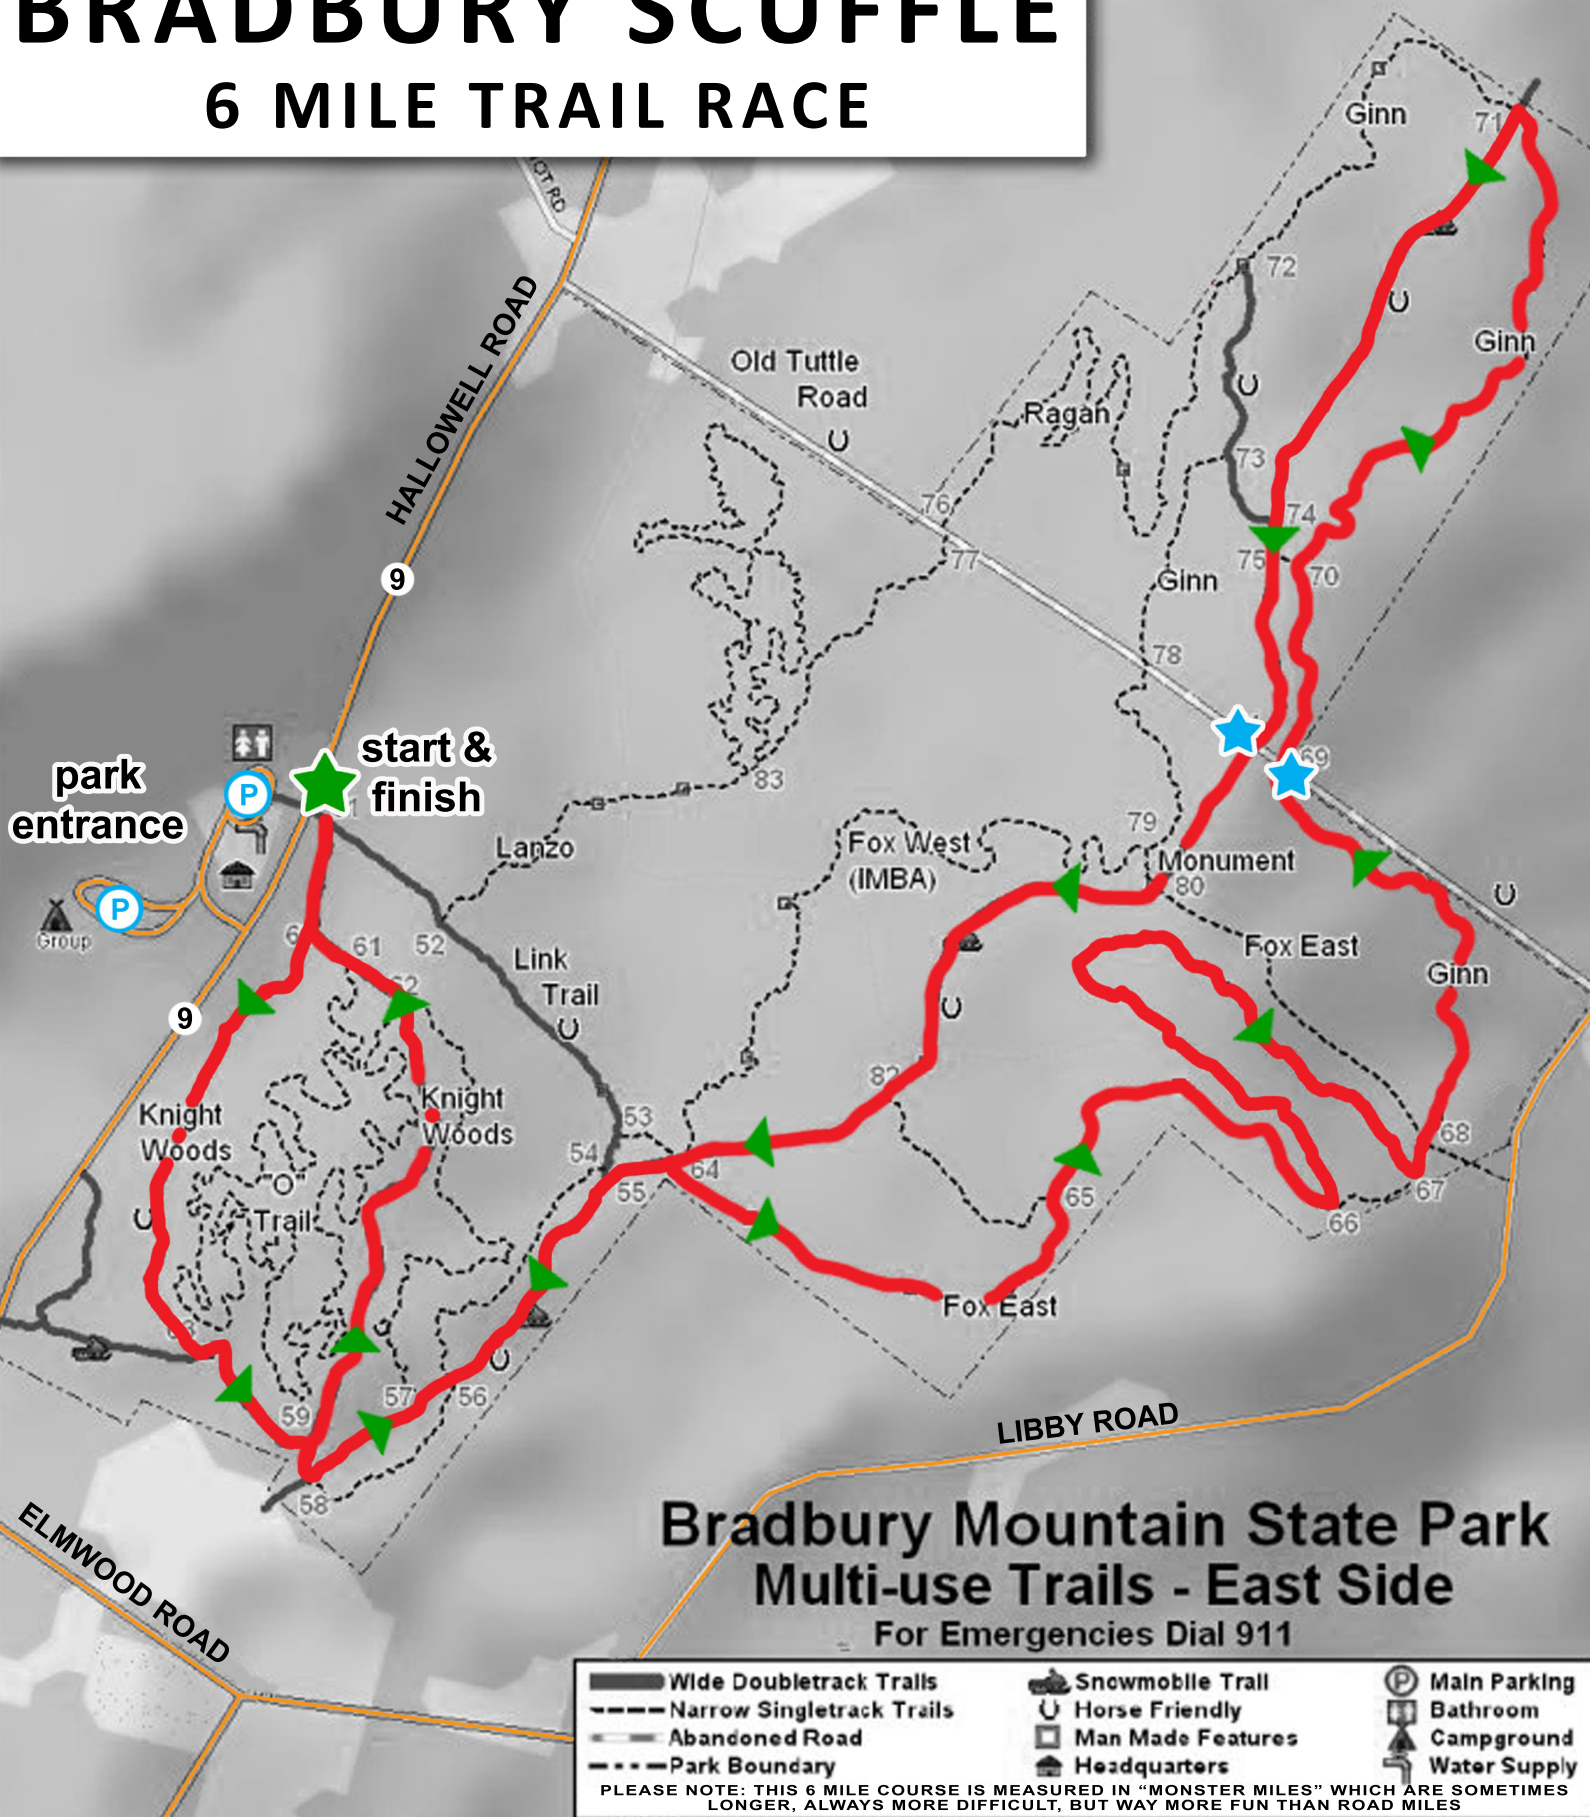 BRADBURY SCUFFLE
6 MILE TRAIL RACE
Ginn
71
72
HALLOWELL ROAD
Old Tuttle
Road
Ginn
Ragan
73
76
74
77
75
70
9
Ginn
78
69
start &
finish
park
entrance
P
83
79
Lanzo
Fox West
(IMBA)
Monument
80
P
Group
61
52
Fox East
Link
Trail
Ginn
62
9
82
Knight
Woods
Knight
Woods
53
68
54
64
55
65
67
"O"
Trail
66
Fox East
63
57
56
59
58
LIBBY ROAD
ELMWOOD ROAD
Bradbury Mountain State Park
Multi-use Trails - East Side
For Emergencies Dial 911
Wide Doubletrack Trails
Narrow Singletrack Trails
Abandoned Road
Park Boundary
Snowmobile Trail
Horse Friendly
Man Made Features
Headquarters
P
Main Parking
Bathroom
Campground
Water Supply
PLEASE NOTE: THIS 6 MILE COURSE IS MEASURED IN “MONSTER MILES” WHICH ARE SOMETIMES
LONGER, ALWAYS MORE DIFFICULT, BUT WAY MORE FUN THAN ROAD MILES